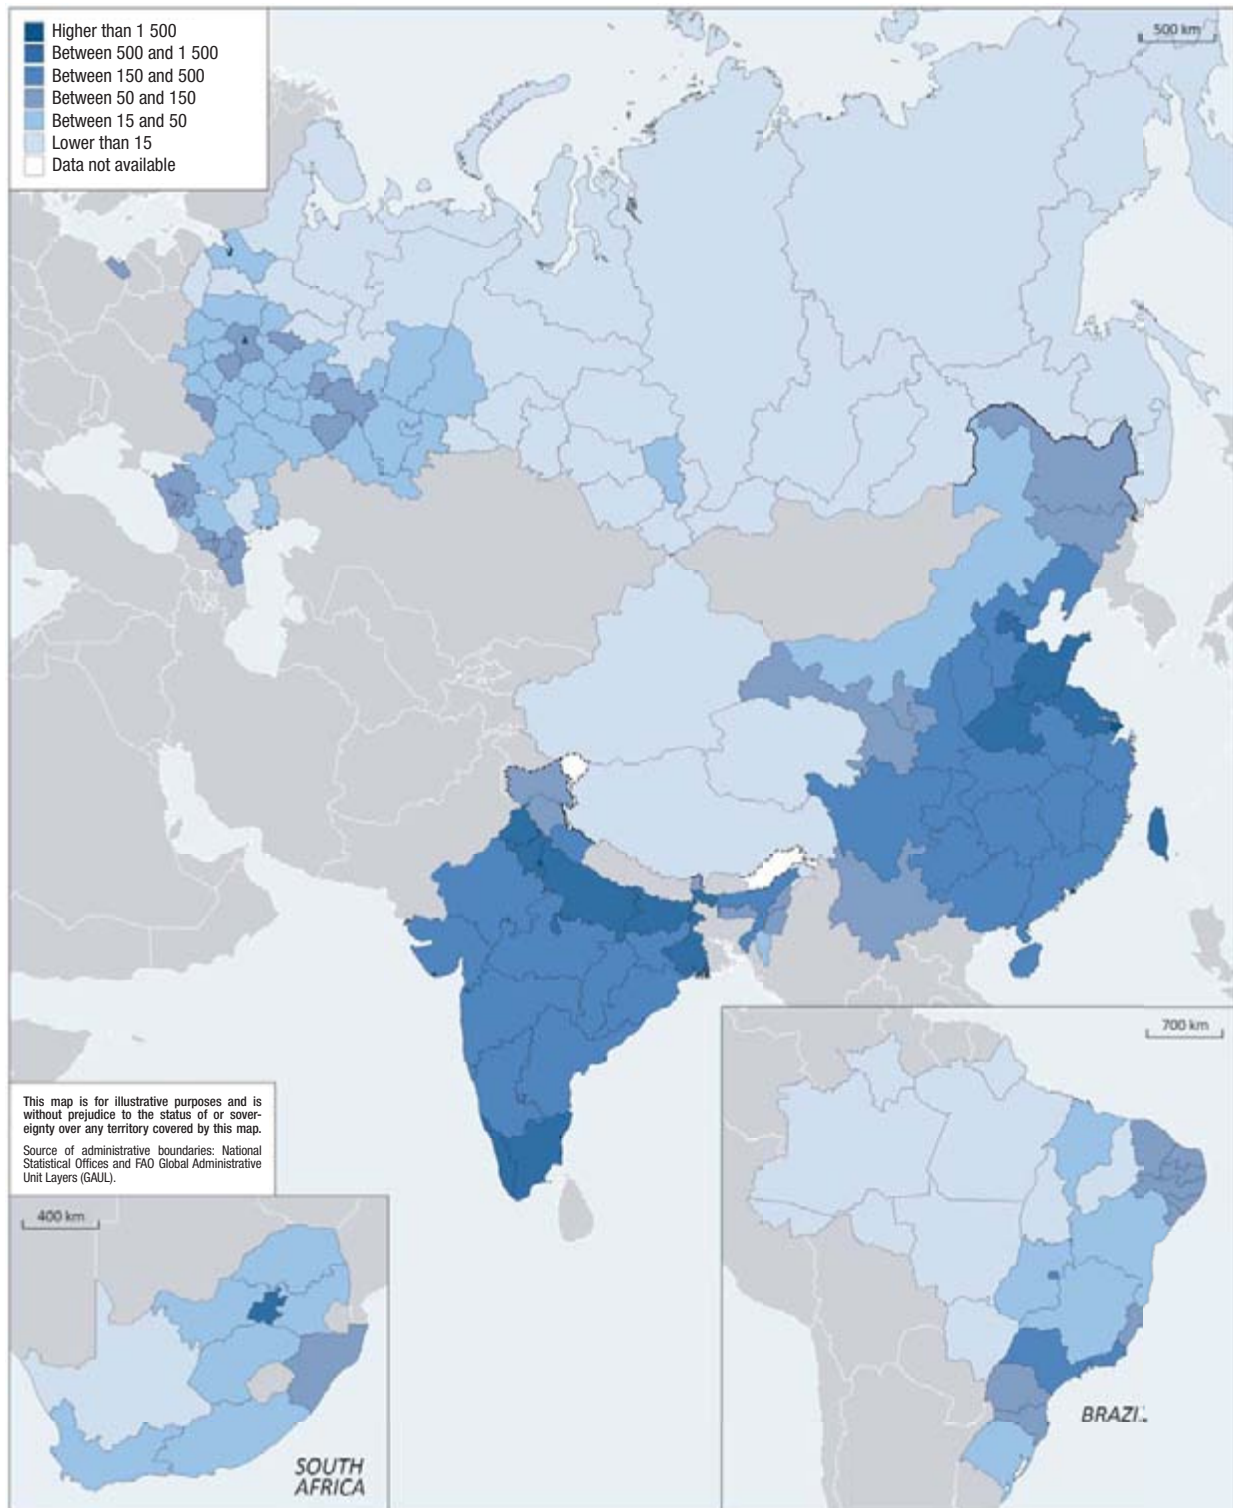 Higher than 1 500
Between 500 and 1 500
Between 150 and 500
Between 50 and 150
Between 15 and 50
Lower than 15
Data not available
500 km
700 km
This map is for illustrative purposes and is
without prejudice to the status of or sover-
eignty over any territory covered by this map.
Source of administrative boundaries: National
Statistical Offices and FAO Global Administrative
Unit Layers (GAUL).
400 km
BRAZIL
SOUTH
AFRICA